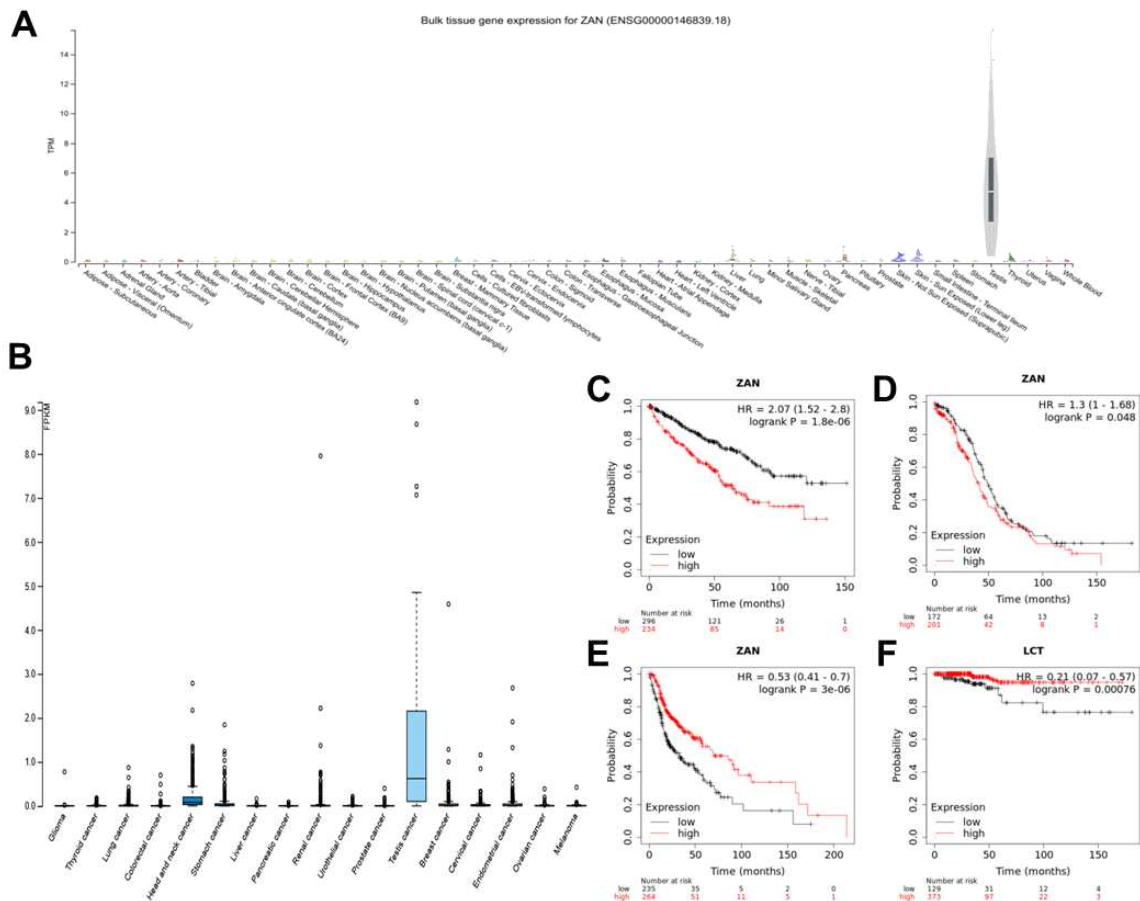 A
Bulk tissue gene expression for ZAN (ENSG00000146839.18)
14
12
10
8
6
4
2
0
TPM
Adipose - Subcutaneous
Adipose - Visceral (Omentum)
Adrenal Gland
Artery - Aorta
Artery - Coronary
Artery - Tibial
Bladder
Brain - Amygdala
Brain - Anterior cingulate cortex (BA24)
Brain - Caudate (basal ganglia)
Brain - Cerebellar Hemisphere
Brain - Cerebellum
Brain - Cortex
Brain - Frontal Cortex (BA9)
Brain - Hippocampus
Brain - Hypothalamus
Brain - Nucleus accumbens (basal ganglia)
Brain - Putamen (basal ganglia)
Brain - Spinal cord (cervical c-1)
Brain - Substantia nigra
Breast - Mammary Tissue
Cells - Cultured fibroblasts
Cells - EBV-transformed lymphocytes
Cervix - Ectocervix
Cervix - Endocervix
Colon - Sigmoid
Colon - Transverse
Esophagus - Gastroesophageal Junction
Esophagus - Mucosa
Esophagus - Muscularis
Fallopian Tube
Heart - Atrial Appendage
Heart - Left Ventricle
Kidney - Cortex
Kidney - Medulla
Liver
Lung
Minor Salivary Gland
Muscle - Skeletal
Nerve - Tibial
Ovary
Pancreas
Pituitary
Prostate
Skin - Not Sun Exposed (Suprapubic)
Skin - Sun Exposed (Lower leg)
Small Intestine - Terminal Ileum
Spleen
Stomach
Testis
Thyroid
Uterus
Vagina
Whole Blood
B
FPKM
9.0
8.0
7.0
6.0
5.0
4.0
3.0
2.0
1.0
0.0
Glioma
Thyroid cancer
Lung cancer
Colorectal cancer
Head and neck cancer
Stomach cancer
Liver cancer
Pancreatic cancer
Renal cancer
Urothelial cancer
Prostate cancer
Testis cancer
Breast cancer
Cervical cancer
Endometrial cancer
Ovarian cancer
Melanoma
C
ZAN
HR = 2.07 (1.52 - 2.8)
logrank P = 1.8e-06
Probability
1.0
0.8
0.6
0.4
0.2
0.0
Expression
low
high
0 50 100 150
Time (months)
Number at risk
low 296 121 26 1
high 234 85 14 0
D
ZAN
HR = 1.3 (1 - 1.68)
logrank P = 0.048
Probability
1.0
0.8
0.6
0.4
0.2
0.0
Expression
low
high
0 50 100 150
Time (months)
Number at risk
low 172 64 13 2
high 201 42 8 1
E
ZAN
HR = 0.53 (0.41 - 0.7)
logrank P = 3e-06
Probability
1.0
0.8
0.6
0.4
0.2
0.0
Expression
low
high
0 50 100 150 200
Time (months)
Number at risk
low 235 35 5 2 0
high 264 51 11 5 1
F
LCT
HR = 0.21 (0.07 - 0.57)
logrank P = 0.00076
Probability
1.0
0.8
0.6
0.4
0.2
0.0
Expression
low
high
0 50 100 150
Time (months)
Number at risk
low 129 31 12 4
high 373 97 22 3